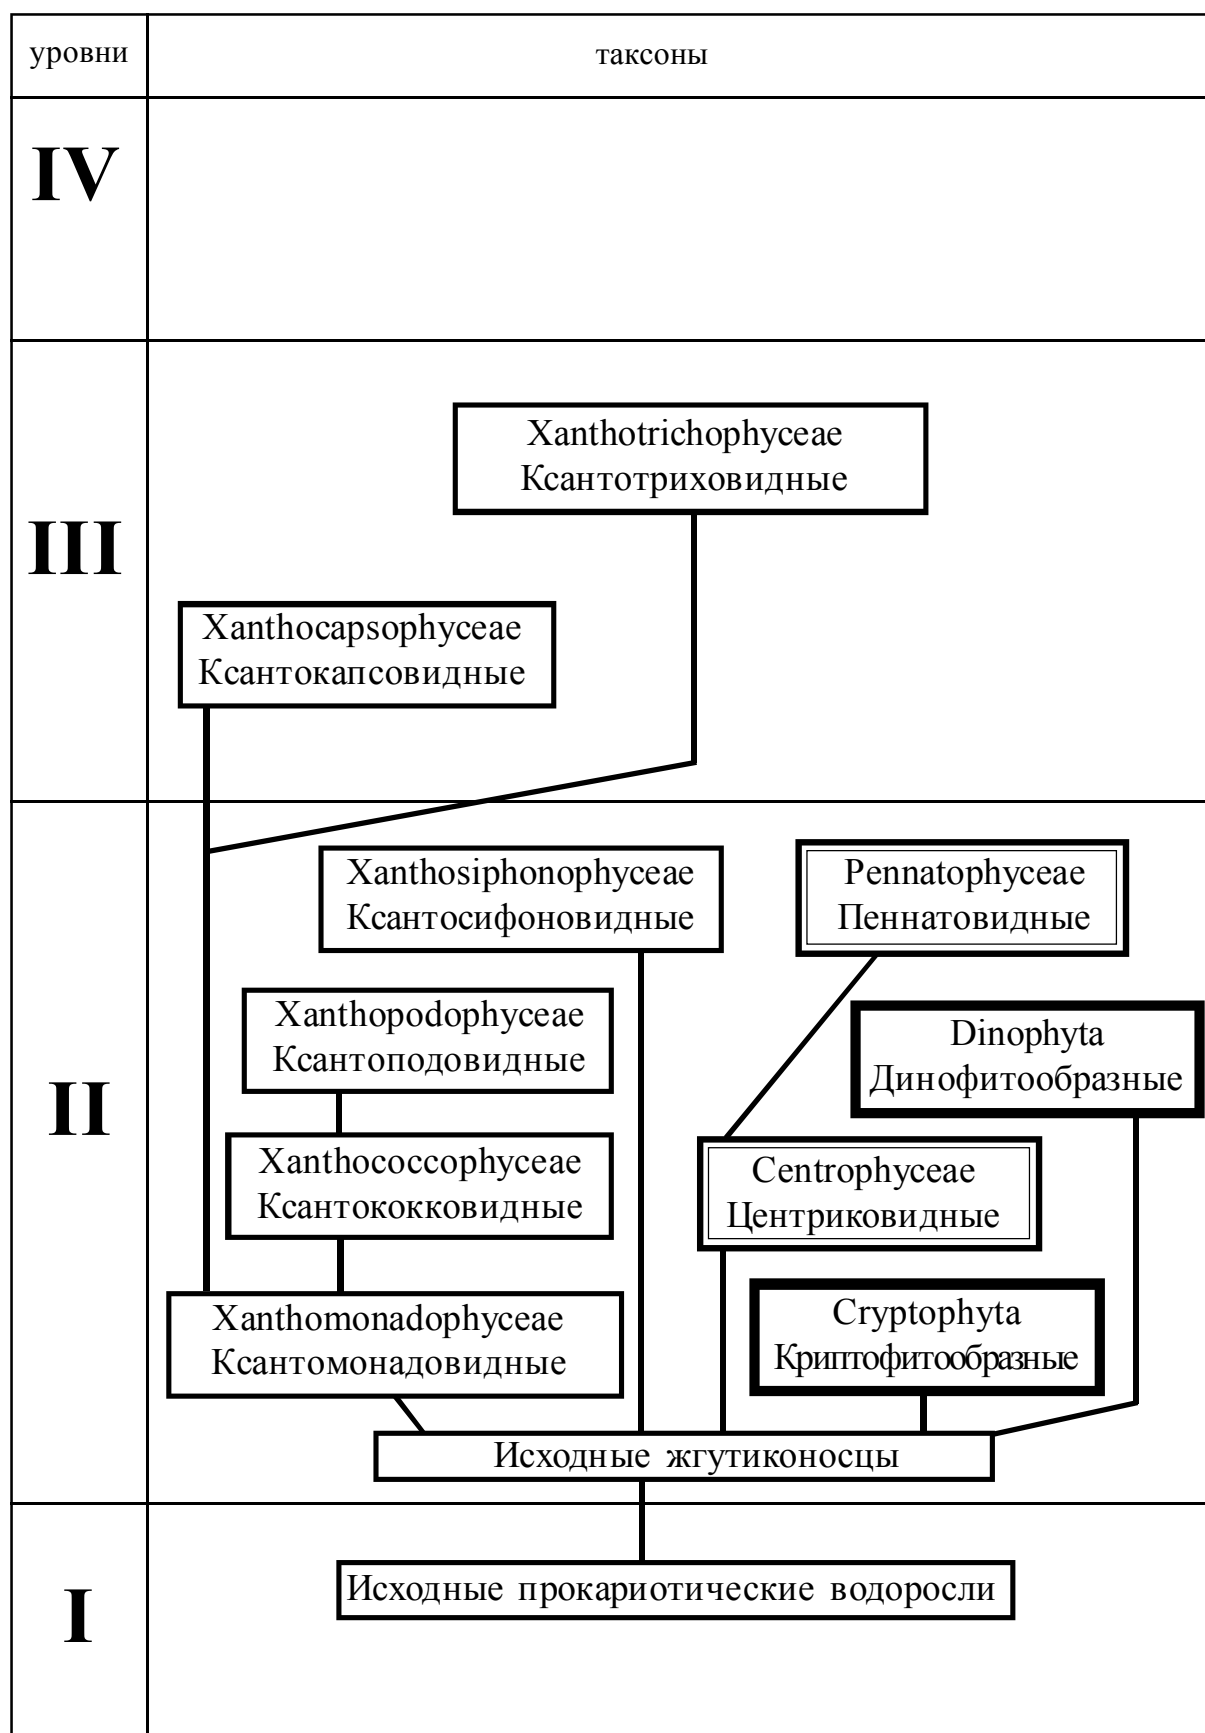 уровни
таксоны
IV
III
Xanthotrichophyceae
Ксантотриховидные
Xanthocapsophyceae
Ксантокапсовидные
II
Xanthosiphonophyceae
Ксантосифоновидные
Pennatophyceae
Пеннатовидные
Xanthopodophyceae
Ксантоподовидные
Dinophyta
Динофитообразные
Xanthococcophyceae
Ксантококковидные
Centrophyceae
Центриковидные
Xanthomonadophyceae
Ксантомонадовидные
Cryptophyta
Криптофитообразные
Исходные жгутиконосцы
I
Исходные прокариотические водоросли